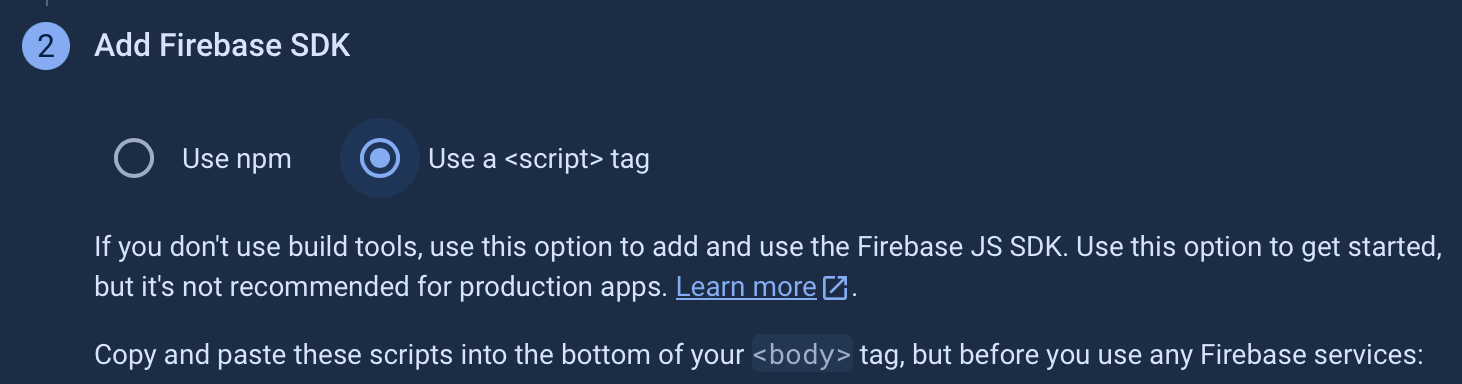 2 Add Firebase SDK
Use npm Use a <script> tag
If you don't use build tools, use this option to add and use the Firebase JS SDK. Use this option to get started,
but it's not recommended for production apps. Learn more.
Copy and paste these scripts into the bottom of your <body> tag, but before you use any Firebase services: